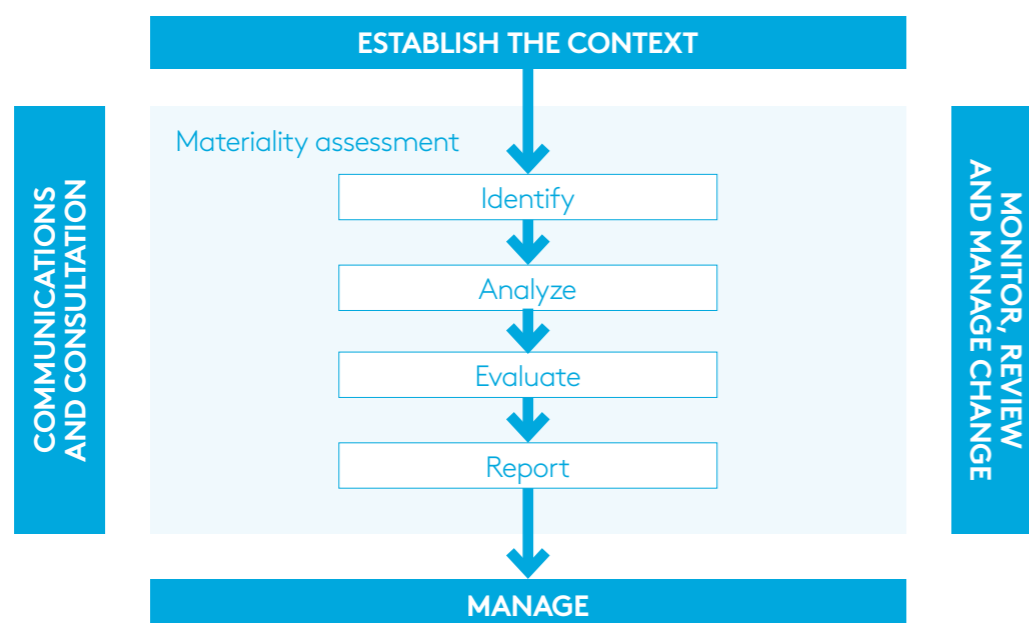 ESTABLISH THE CONTEXT
COMMUNICATIONS
AND CONSULTATION
Materiality assessment
Identify
Analyze
Evaluate
Report
MONITOR, REVIEW
AND MANAGE CHANGE
MANAGE